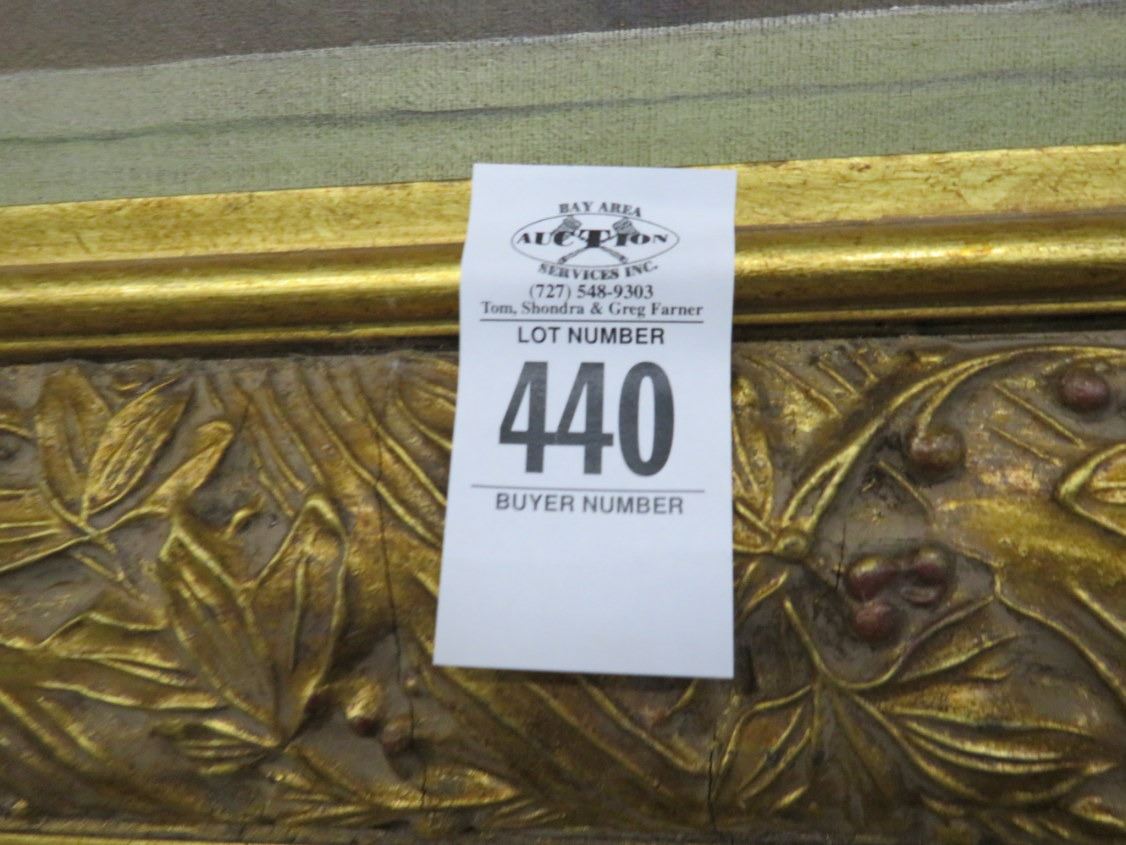 BAY AREA
AUCTION
SERVICES INC.
(727) 548-9303
Tom, Shondra & Greg Farner
LOT NUMBER
440
BUYER NUMBER